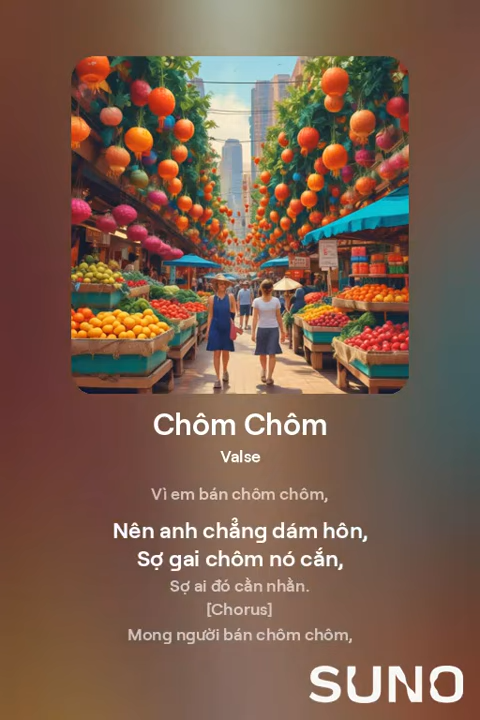 Chôm Chôm
Valse
Vì em bán chôm chôm,
Nên anh chẳng dám hôn,
Sợ gai chôm nó cắn,
Sợ ai đó cằn nhằn.
[Chorus]
Mong người bán chôm chôm,
SUNO